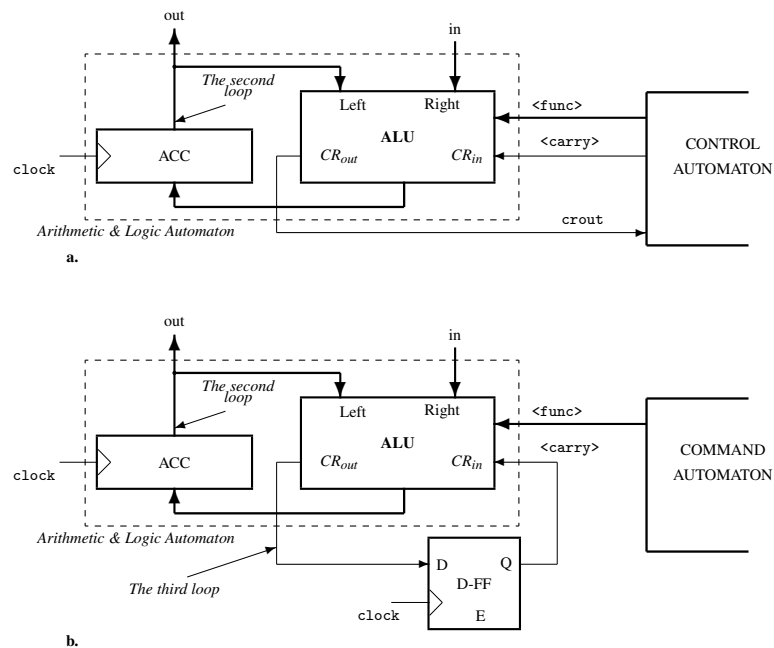 out
in
The second
loop
Left
Right
ALU
<func>
<carry>
ACC
CR_out
CR_in
clock
CONTROL
AUTOMATON
crout
Arithmetic & Logic Automaton
a.
out
in
The second
loop
Left
Right
ALU
<func>
<carry>
ACC
CR_out
CR_in
clock
COMMAND
AUTOMATON
Arithmetic & Logic Automaton
The third loop
D
Q
D-FF
E
clock
b.